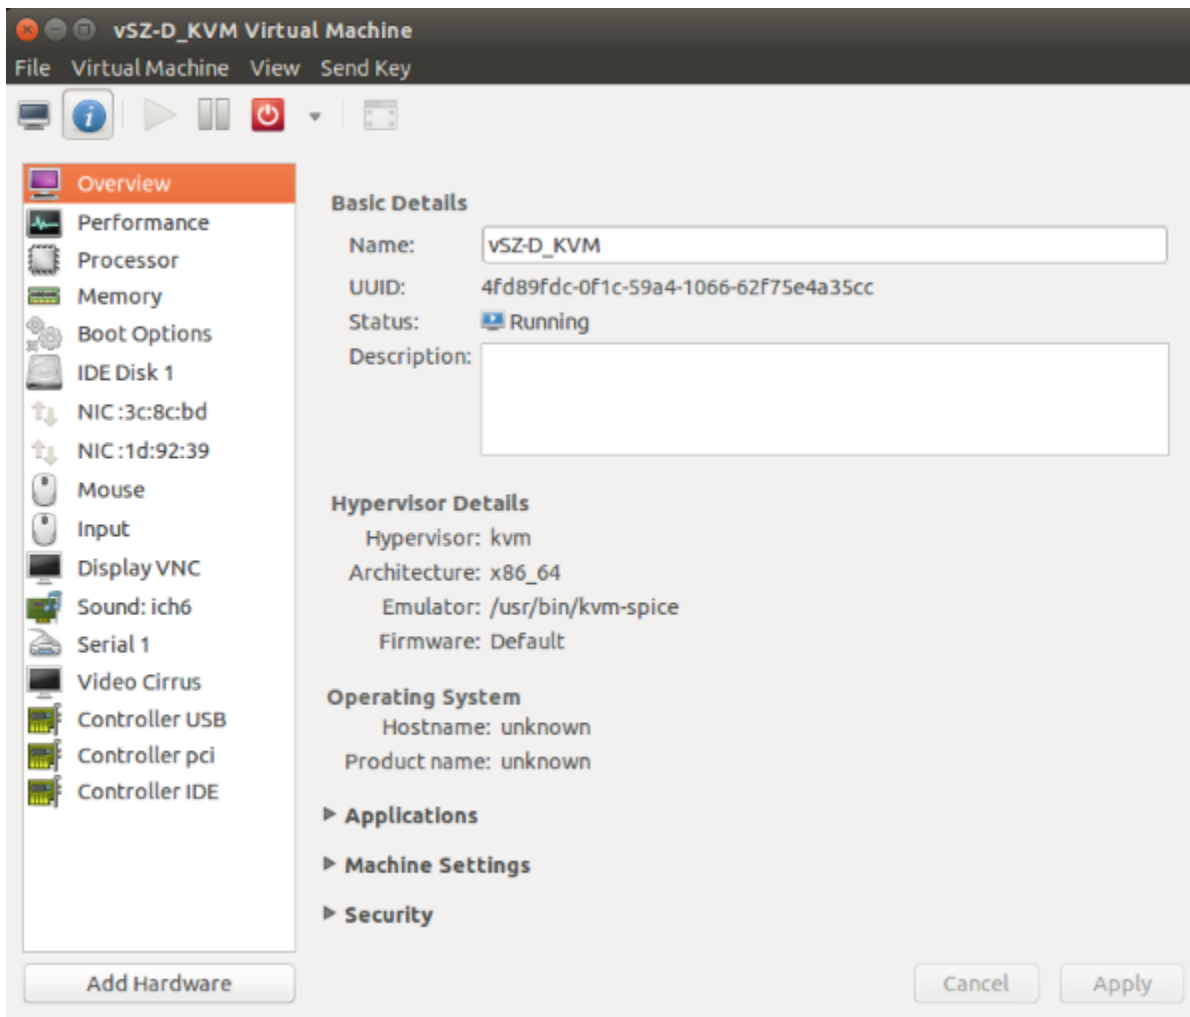 vSZ-D_KVM Virtual Machine
File Virtual Machine View Send Key
Overview
Performance
Processor
Memory
Boot Options
IDE Disk 1
NIC :3c:8c:bd
NIC :1d:92:39
Mouse
Input
Display VNC
Sound: ich6
Serial 1
Video Cirrus
Controller USB
Controller pci
Controller IDE
Add Hardware
Basic Details
Name: vSZ-D_KVM
UUID: 4fd89fdc-0f1c-59a4-1066-62f75e4a35cc
Status: Running
Description:
Hypervisor Details
Hypervisor: kvm
Architecture: x86_64
Emulator: /usr/bin/kvm-spice
Firmware: Default
Operating System
Hostname: unknown
Product name: unknown
Applications
Machine Settings
Security
Cancel Apply